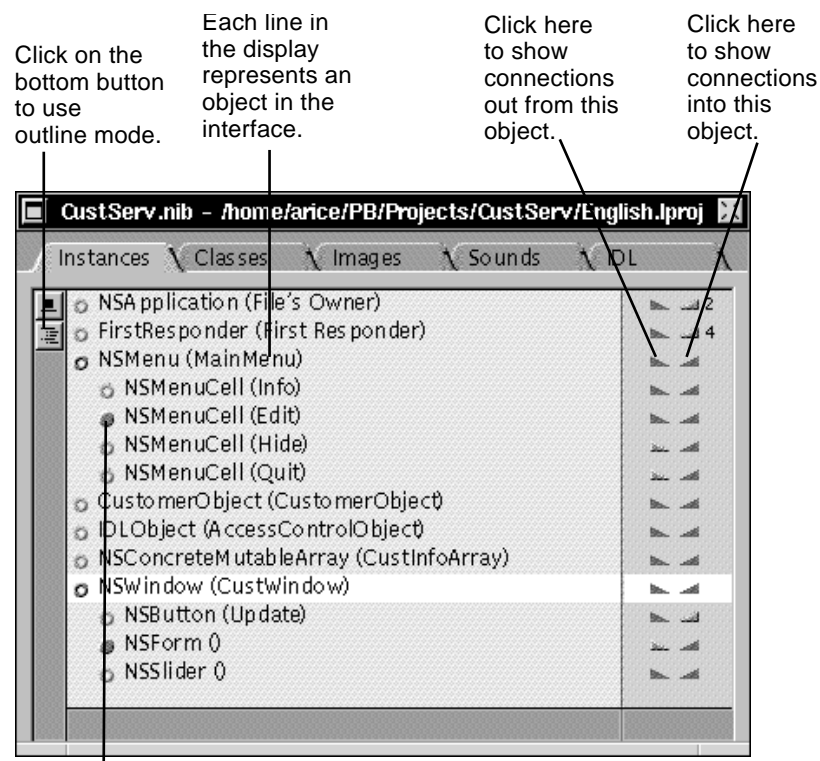 Click on the
bottom button
to use
outline mode.
Each line in
the display
represents an
object in the
interface.
Click here
to show
connections
out from this
object.
Click here
to show
connections
into this
object.
CustServ.nib – /home/arice/PB/Projects/CustServ/English.lproj
Instances Classes Images Sounds IDL
NSApplication (File's Owner) 2
FirstResponder (First Responder) 4
NSMenu (MainMenu)
NSMenuCell (Info)
NSMenuCell (Edit)
NSMenuCell (Hide)
NSMenuCell (Quit)
CustomerObject (CustomerObject)
IDLObject (AccessControlObject)
NSConcreteMutableArray (CustInfoArray)
NSWindow (CustWindow)
NSButton (Update)
NSForm ()
NSSlider ()